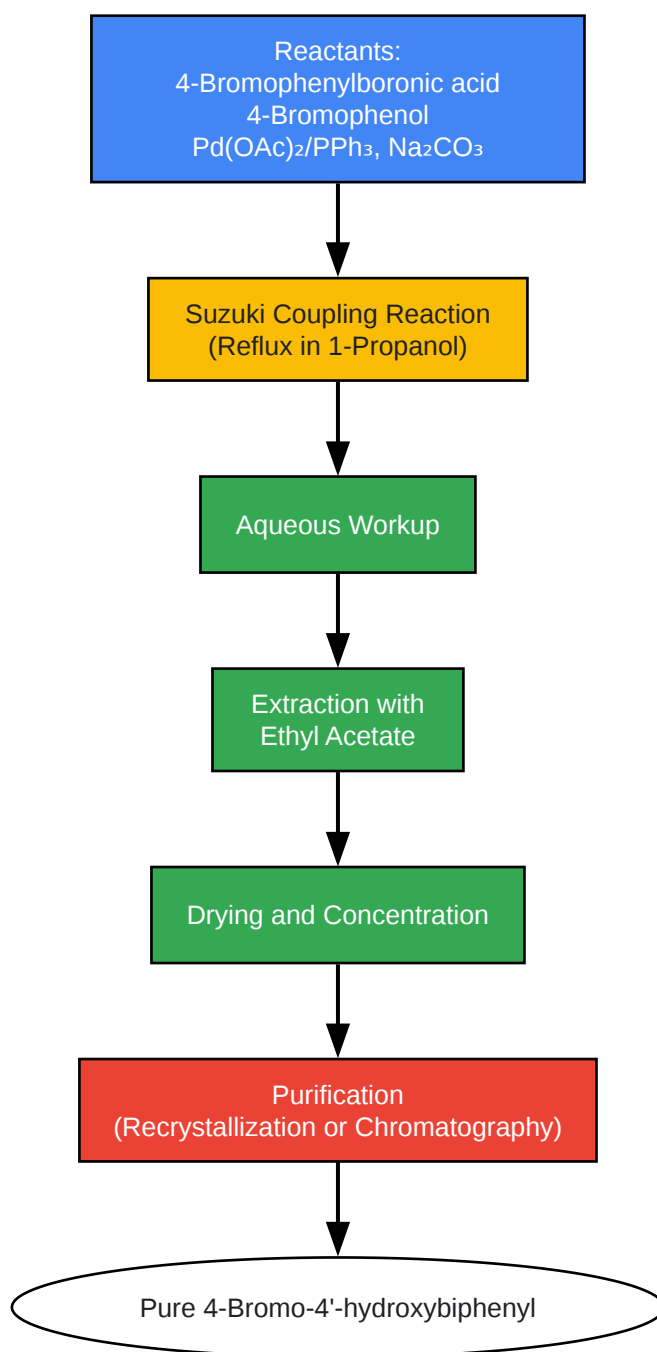 Reactants:
4-Bromophenylboronic acid
4-Bromophenol
Pd(OAc)₂/PPh₃, Na₂CO₃
Suzuki Coupling Reaction
(Reflux in 1-Propanol)
Aqueous Workup
Extraction with
Ethyl Acetate
Drying and Concentration
Purification
(Recrystallization or Chromatography)
Pure 4-Bromo-4'-hydroxybiphenyl